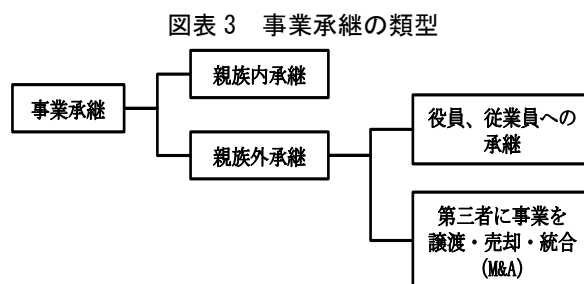 図表3 事業承継の類型
事業承継
親族内承継
親族外承継
役員、従業員への
承継
第三者に事業を
譲渡・売却・統合
(M&A)